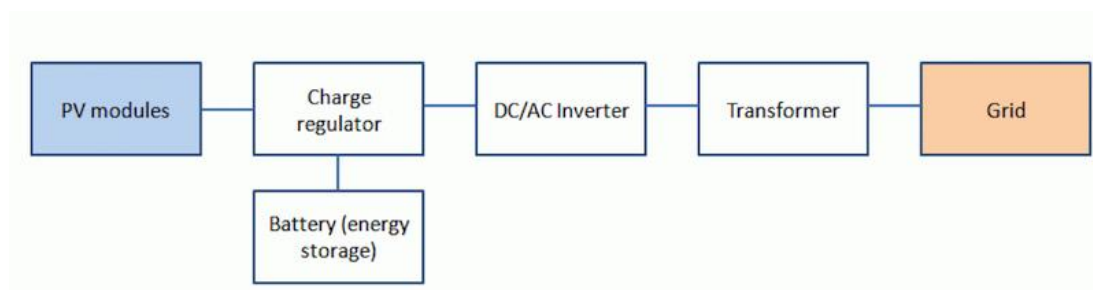 PV modules
Charge
regulator
DC/AC Inverter
Transformer
Grid
Battery (energy
storage)